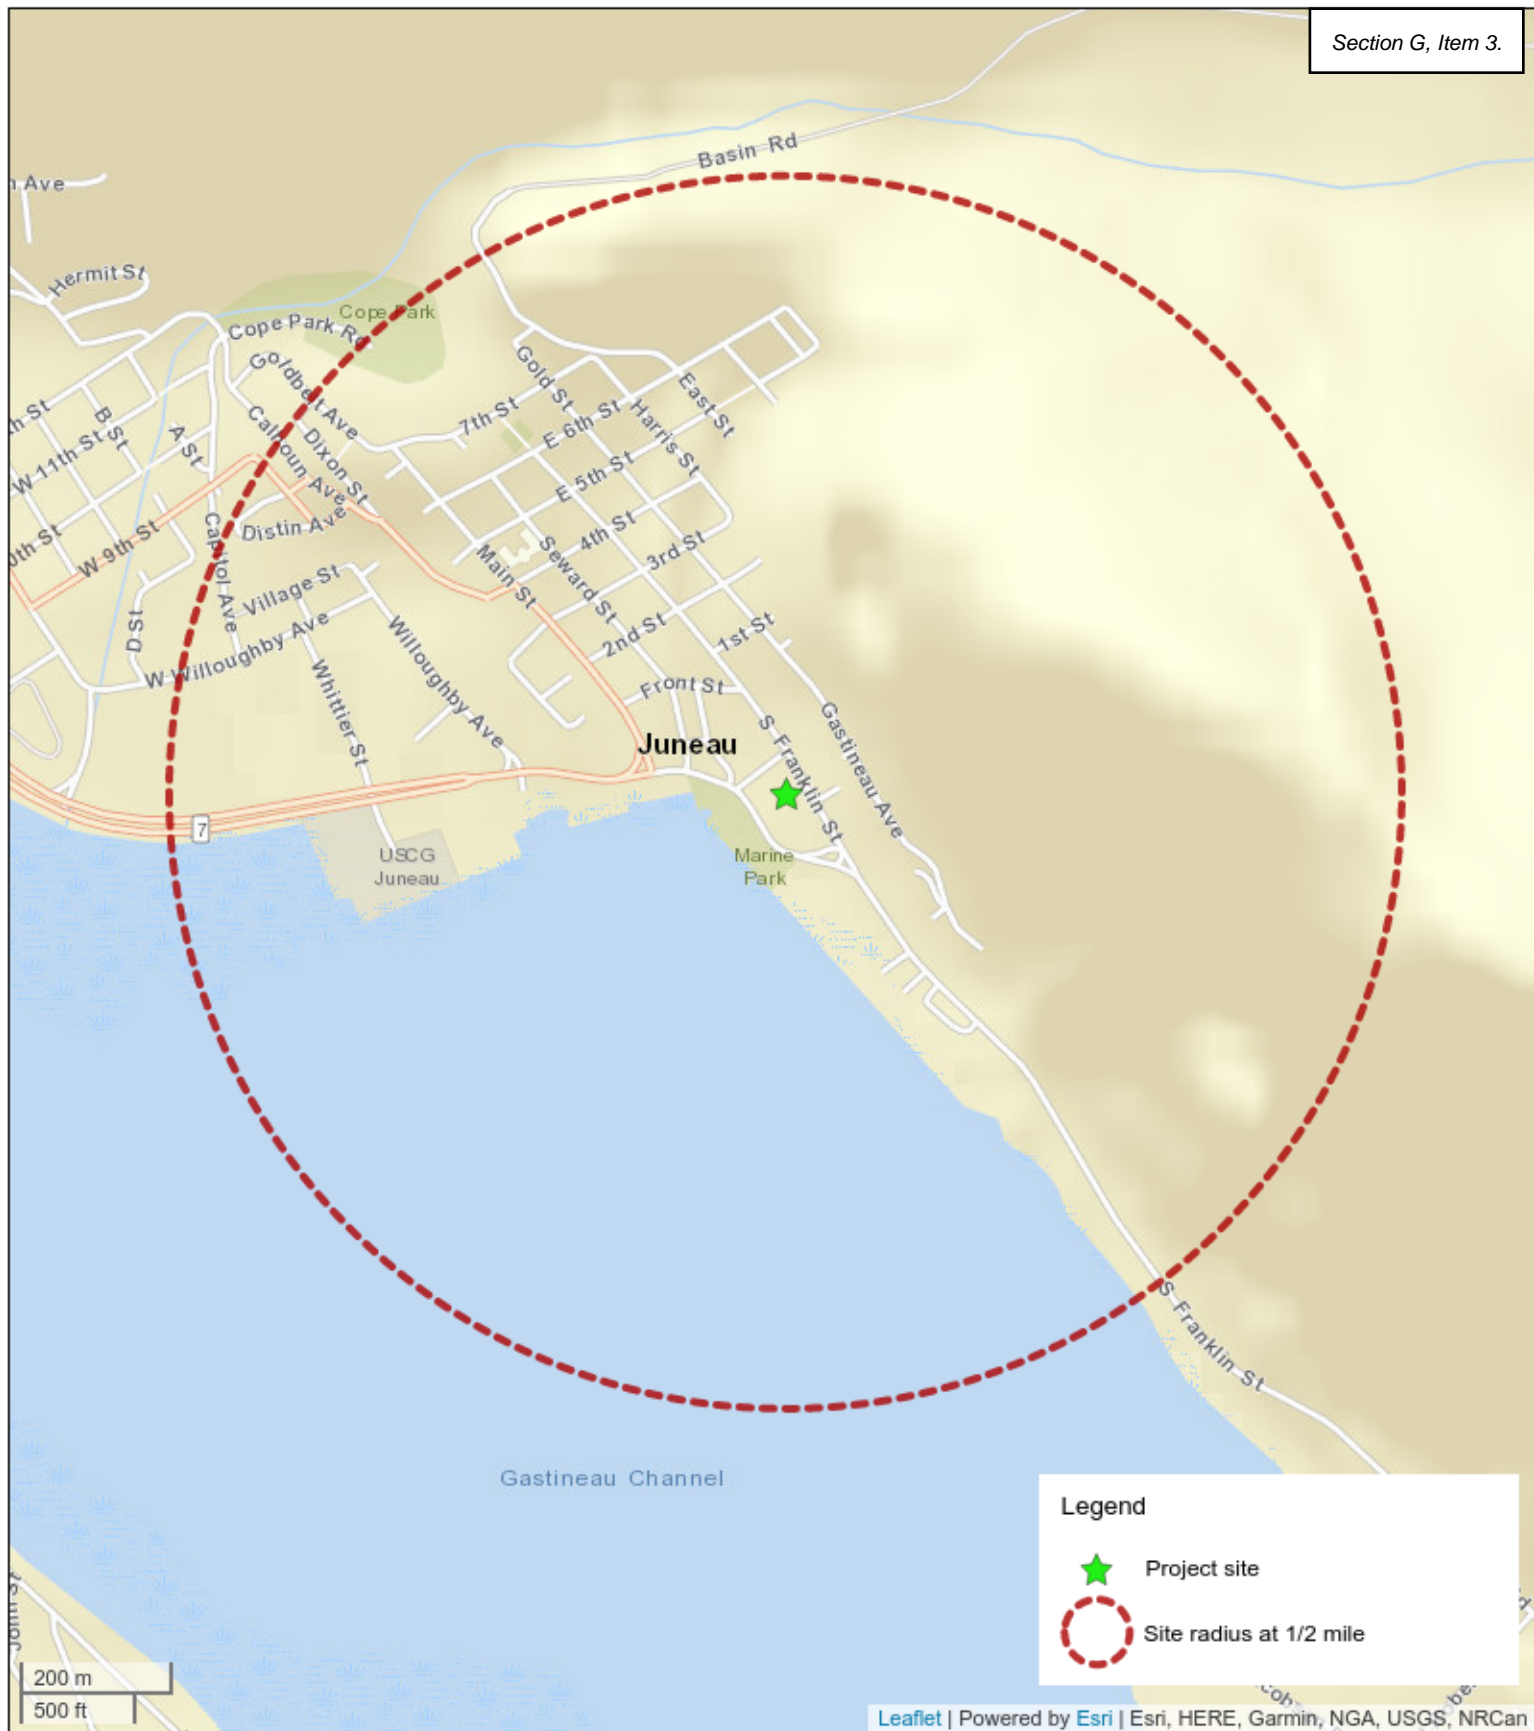 Section G, Item 3.
Basin Rd
Ave
Hermit St
Cope Park
Cope Park Rd
Goldbelt Ave
Gold St
7th St
E 6th St
East St
Harris St
B St
A St
W 11th St
Calhoun Ave
Dixon St
E 5th St
4th St
3rd St
W 9th St
Capitol Ave
Distin Ave
Main St
Seward St
Village St
D St
W Willoughby Ave
Willoughby Ave
2nd St
1st St
Whittier St
Front St
S Franklin St
Gastineau Ave
Juneau
7
USCG
Juneau
Marine
Park
S Franklin St
Gastineau Channel
John St
Legend
Project site
Site radius at 1/2 mile
200 m
500 ft
Leaflet | Powered by Esri | Esri, HERE, Garmin, NGA, USGS, NRCan